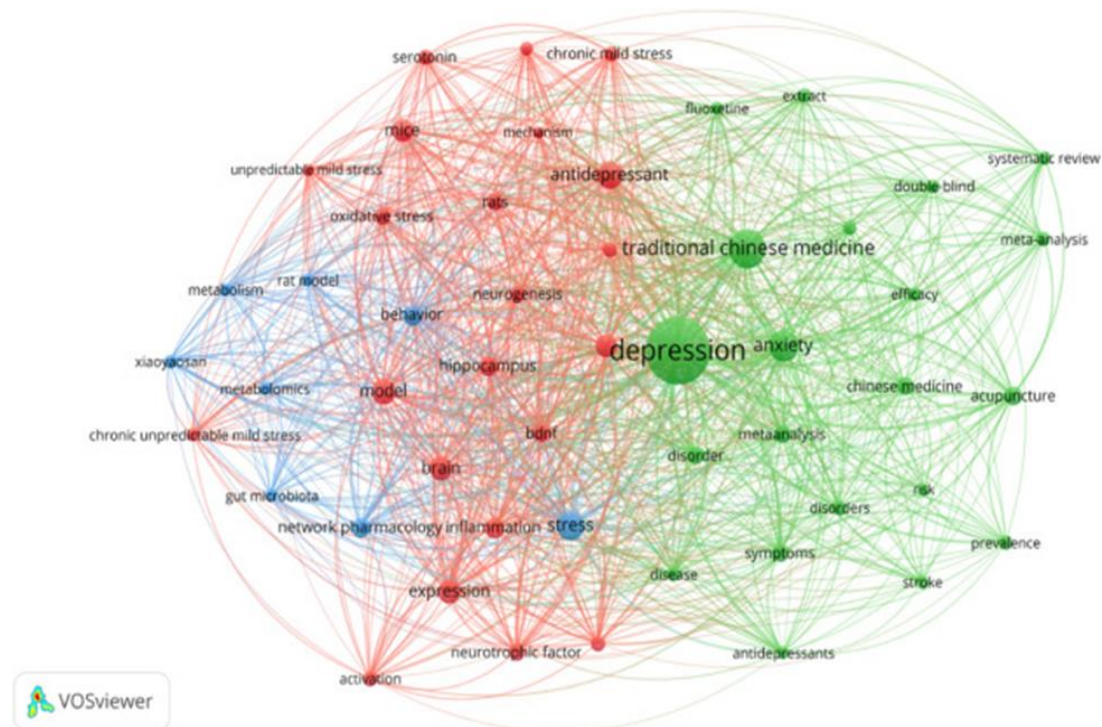 chronic mild stress
serotonin
extract
fluoxetine
mice
mechanism
systematic review
unpredictable mild stress
antidepressant
double blind
rats
oxidative stress
meta-analysis
traditional chinese medicine
rat model
metabolism
neurogenesis
efficacy
behavior
depression
anxiety
xiaoyaosan
hippocampus
metabolomics
model
chinese medicine
acupuncture
chronic unpredictable mild stress
bdnf
metaanalysis
disorder
brain
gut microbiota
risk
disorders
network pharmacology
inflammation
stress
prevalence
symptoms
disease
stroke
expression
neurotrophic factor
antidepressants
activation
VOSviewer